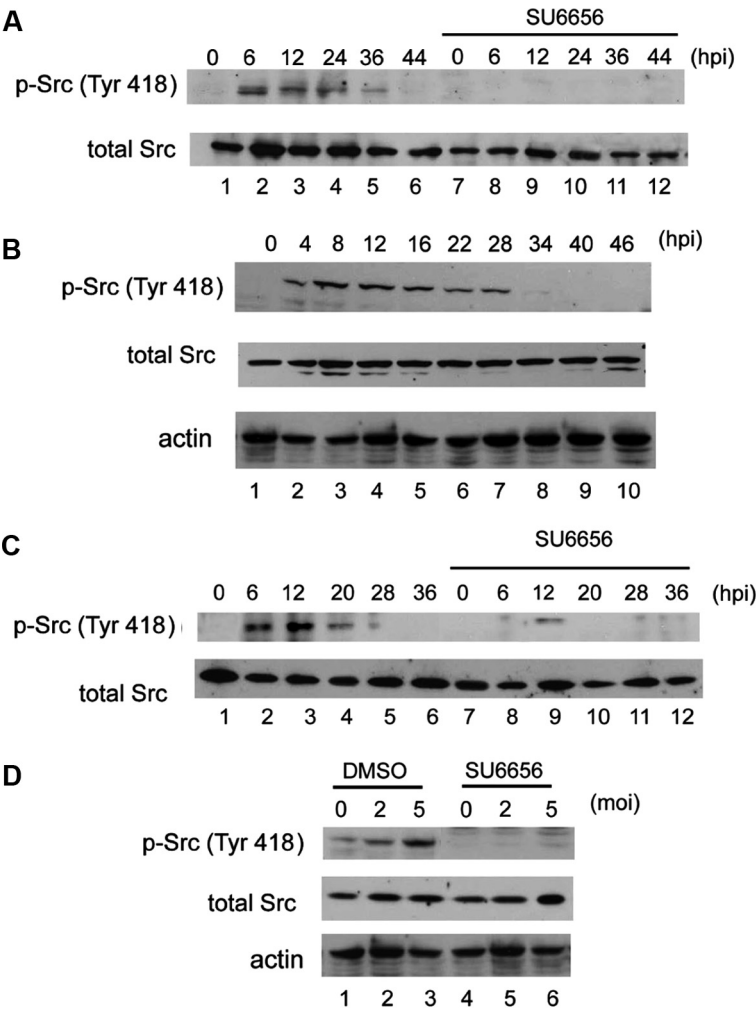 A
SU6656
0 6 12 24 36 44 0 6 12 24 36 44 (hpi)
p-Src (Tyr 418)
total Src
1 2 3 4 5 6 7 8 9 10 11 12
B
0 4 8 12 16 22 28 34 40 46 (hpi)
p-Src (Tyr 418)
total Src
actin
1 2 3 4 5 6 7 8 9 10
C
SU6656
0 6 12 20 28 36 0 6 12 20 28 36 (hpi)
p-Src (Tyr 418)
total Src
1 2 3 4 5 6 7 8 9 10 11 12
D
DMSO SU6656
0 2 5 0 2 5 (moi)
p-Src (Tyr 418)
total Src
actin
1 2 3 4 5 6